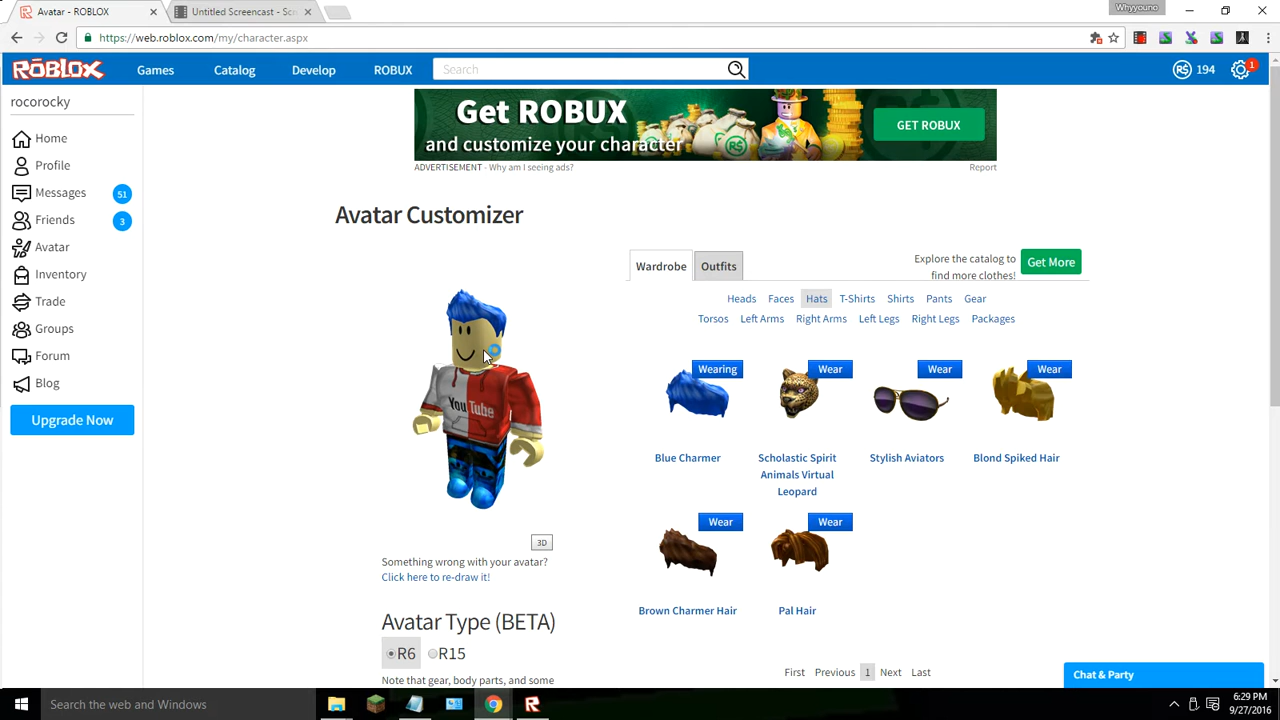 Avatar - ROBLOX
Untitled Screencast - Scr
Whyyouno
https://web.roblox.com/my/character.aspx
ROBLOX
Games
Catalog
Develop
ROBUX
Search
R$ 194
1
rocorocky
Home
Profile
Messages 51
Friends 3
Avatar
Inventory
Trade
Groups
Forum
Blog
Upgrade Now
Get ROBUX
and customize your character
GET ROBUX
ADVERTISEMENT - Why am I seeing ads?
Report
Avatar Customizer
Wardrobe
Outfits
Explore the catalog to
find more clothes!
Get More
Heads Faces Hats T-Shirts Shirts Pants Gear
Torsos Left Arms Right Arms Left Legs Right Legs Packages
YouTube
Wearing
Wear
Wear
Wear
Blue Charmer
Scholastic Spirit
Animals Virtual
Leopard
Stylish Aviators
Blond Spiked Hair
Wear
Wear
Brown Charmer Hair
Pal Hair
3D
Something wrong with your avatar?
Click here to re-draw it!
Avatar Type (BETA)
R6 R15
Note that gear, body parts, and some
First Previous 1 Next Last
Chat & Party
Search the web and Windows
6:29 PM
9/27/2016